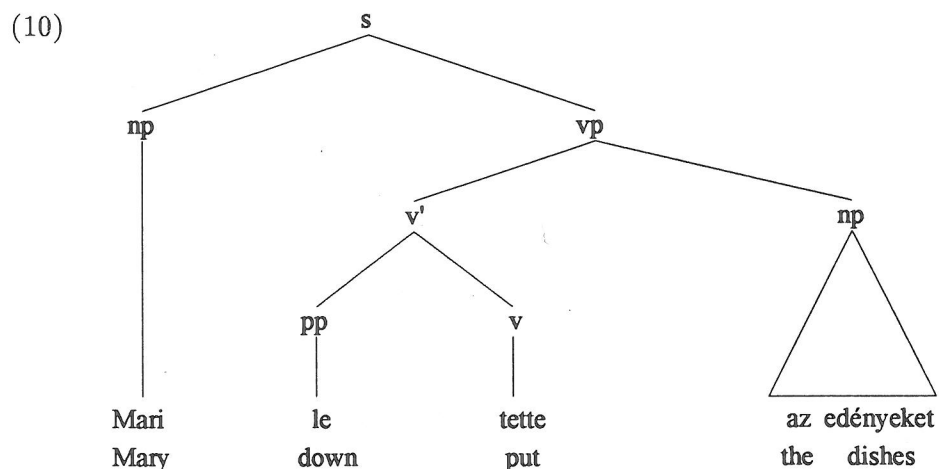 (10)
s
np vp
v' np
pp v
Mari le tette az edényeket
Mary down put the dishes